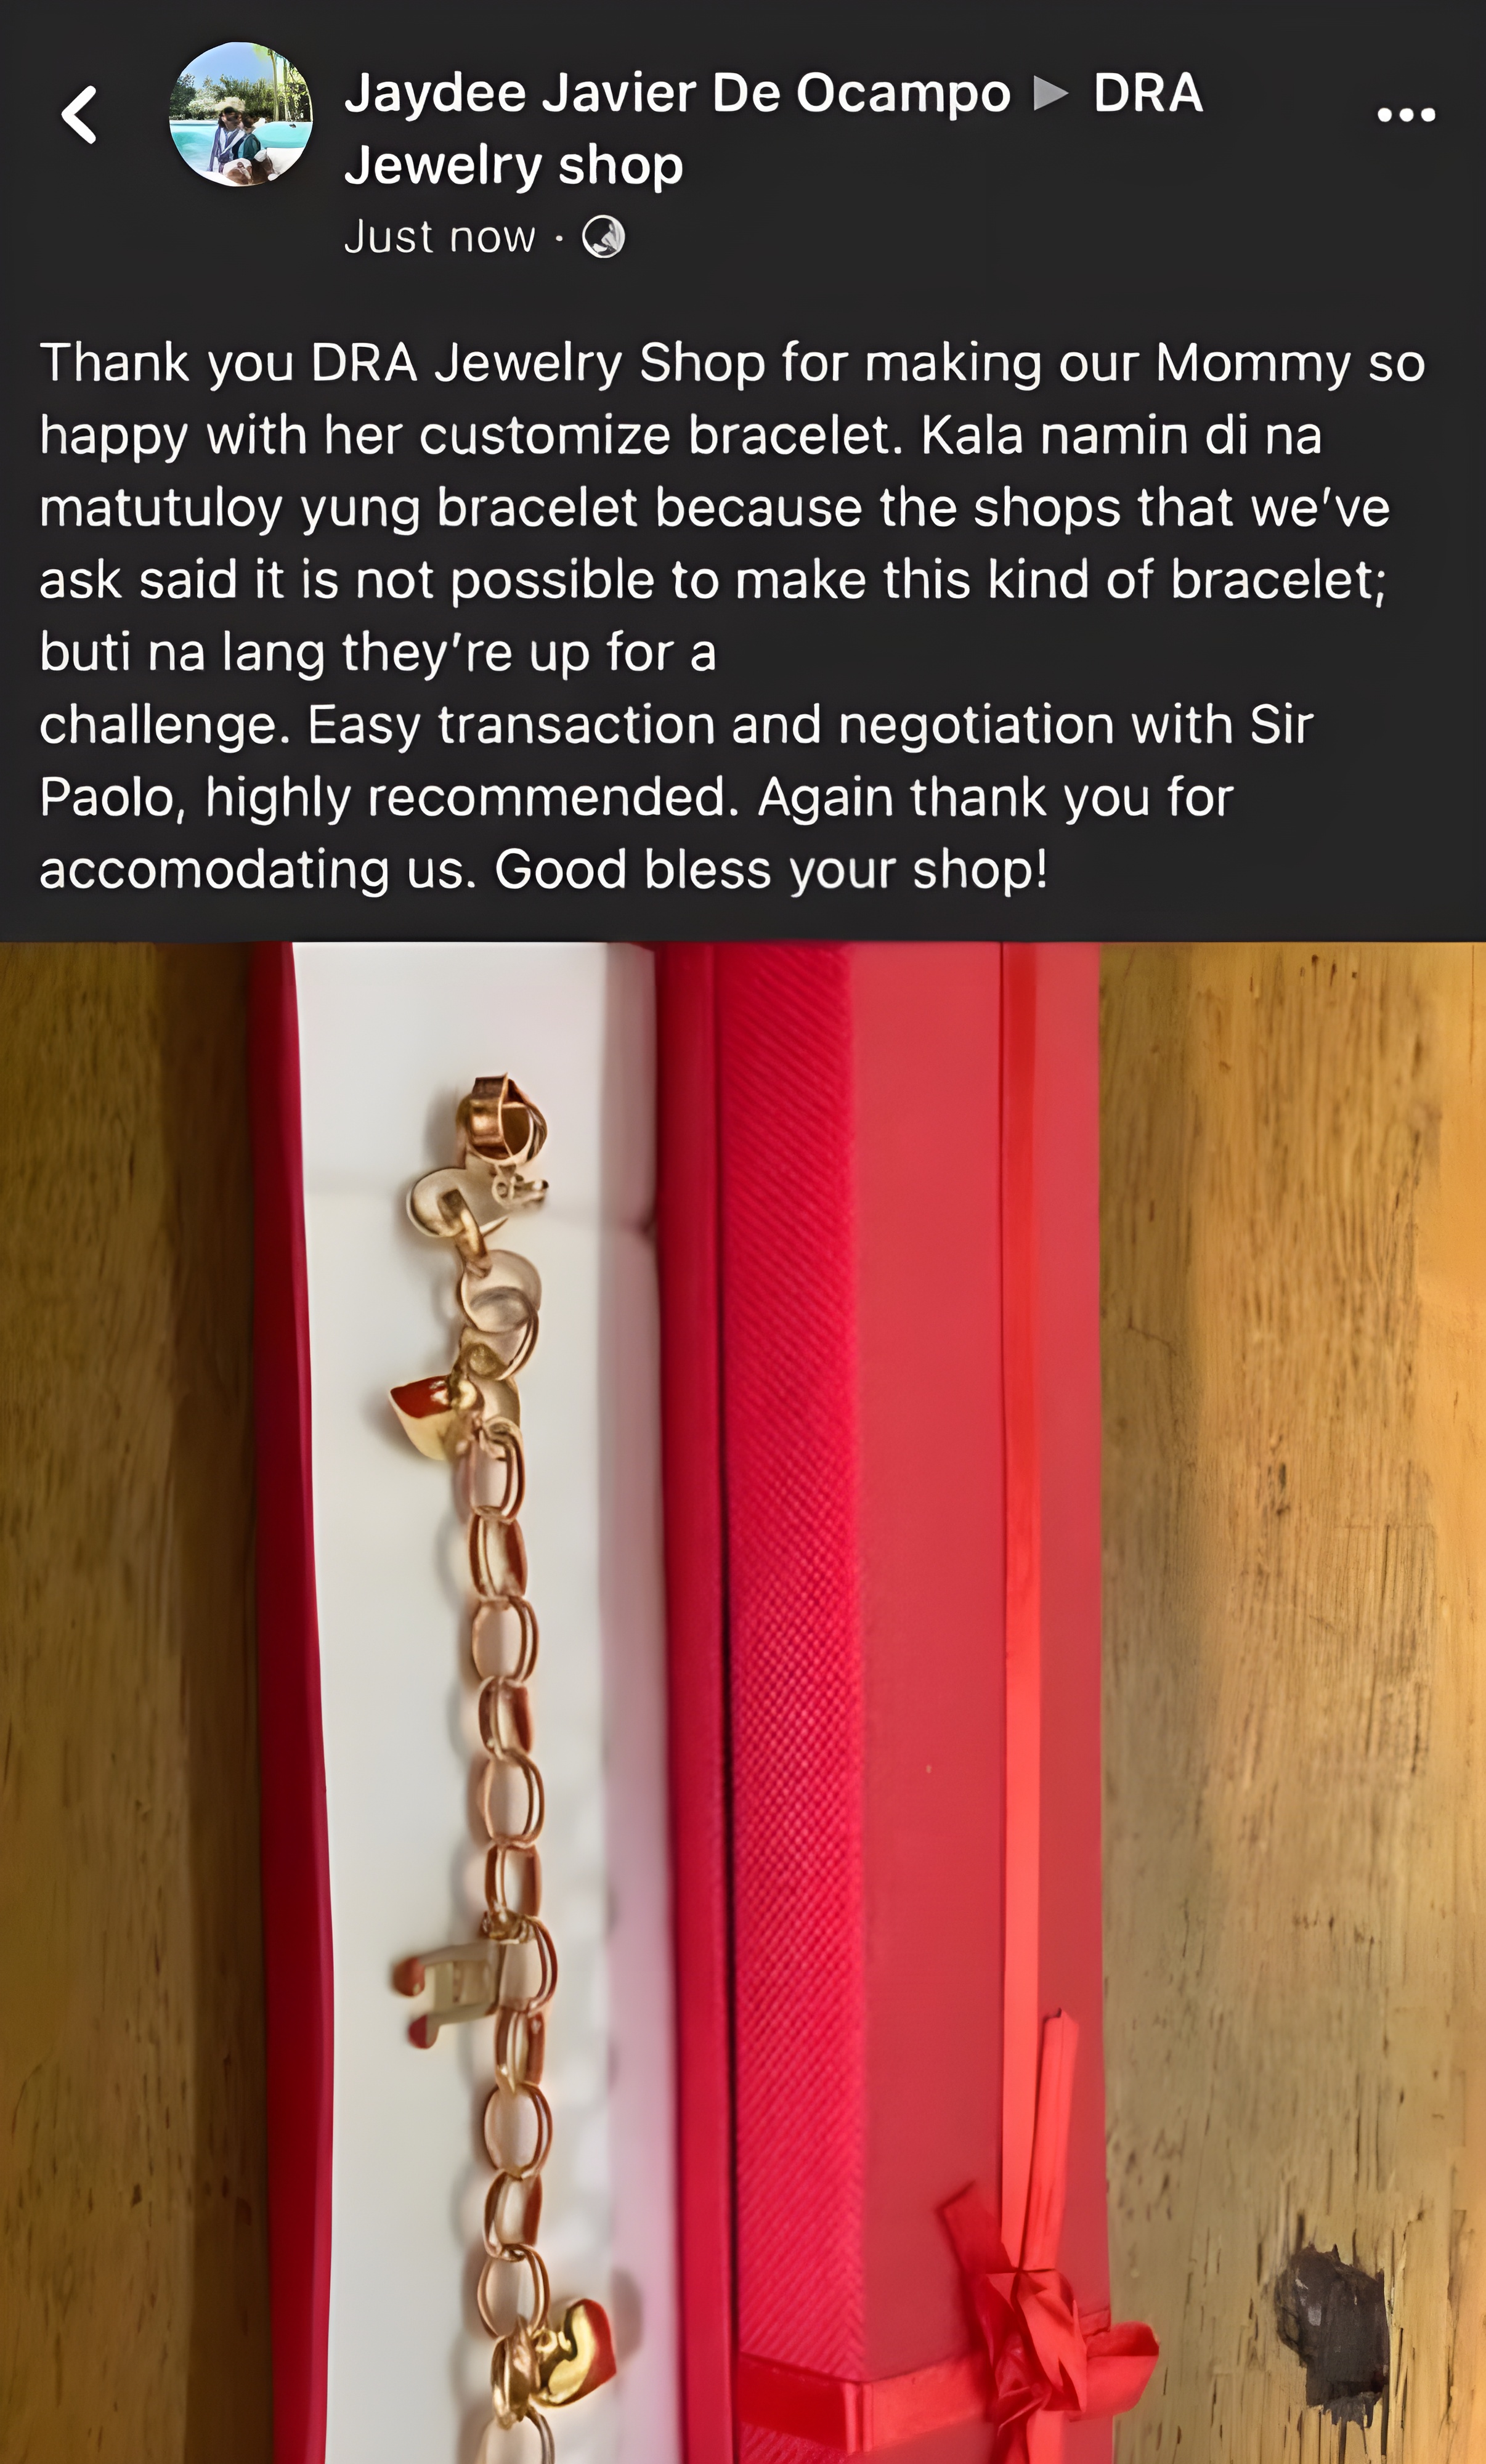 Jaydee Javier De Ocampo ▶ DRA
Jewelry shop
Just now ·
Thank you DRA Jewelry Shop for making our Mommy so
happy with her customize bracelet. Kala namin di na
matutuloy yung bracelet because the shops that we've
ask said it is not possible to make this kind of bracelet;
buti na lang they're up for a
challenge. Easy transaction and negotiation with Sir
Paolo, highly recommended. Again thank you for
accomodating us. Good bless your shop!